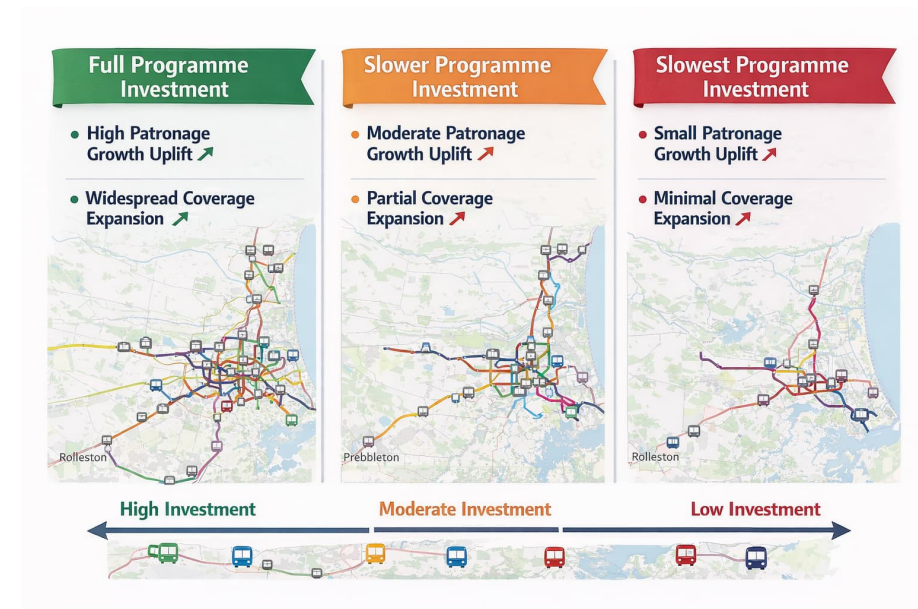 Full Programme
Investment
High Patronage
Growth Uplift
Widespread Coverage
Expansion
Rolleston
Slower Programme
Investment
Moderate Patronage
Growth Uplift
Partial Coverage
Expansion
Prebbleton
Slowest Programme
Investment
Small Patronage
Growth Uplift
Minimal Coverage
Expansion
Rolleston
High Investment
Moderate Investment
Low Investment